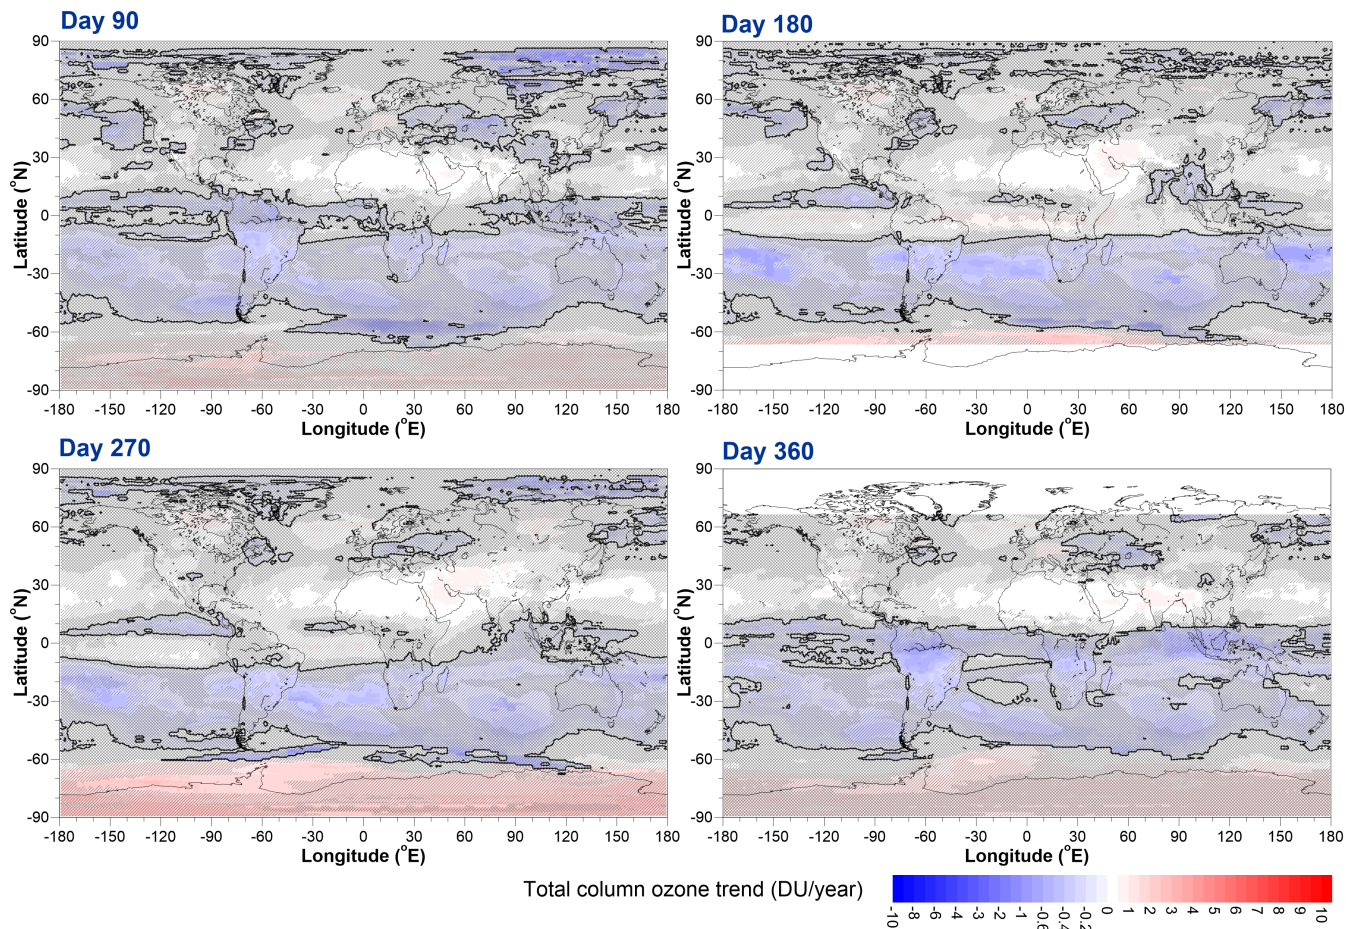 Day 90
Day 180
90
60
30
0
-30
-60
-90
Latitude (°N)
-180 -150 -120 -90 -60 -30 0 30 60 90 120 150 180
Longitude (°E)
90
60
30
0
-30
-60
-90
Latitude (°N)
-180 -150 -120 -90 -60 -30 0 30 60 90 120 150 180
Longitude (°E)
Day 270
Day 360
90
60
30
0
-30
-60
-90
Latitude (°N)
-180 -150 -120 -90 -60 -30 0 30 60 90 120 150 180
Longitude (°E)
90
60
30
0
-30
-60
-90
Latitude (°N)
-180 -150 -120 -90 -60 -30 0 30 60 90 120 150 180
Longitude (°E)
Total column ozone trend (DU/year)
-10 -8 -6 -4 -2 -1 -0.6 -0.4 -0.2 0 1 2 3 4 5 6 7 8 9 10